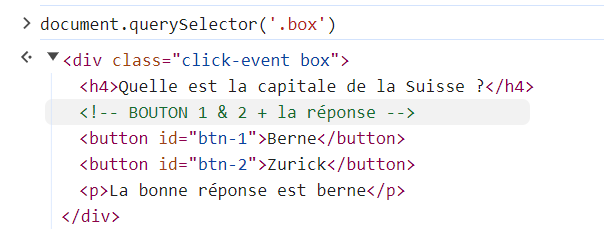 document.querySelector('.box')
<div class="click-event box">
<h4>Quelle est la capitale de la Suisse ?</h4>
<!-- BOUTON 1 & 2 + la réponse -->
<button id="btn-1">Berne</button>
<button id="btn-2">Zurick</button>
<p>La bonne réponse est berne</p>
</div>